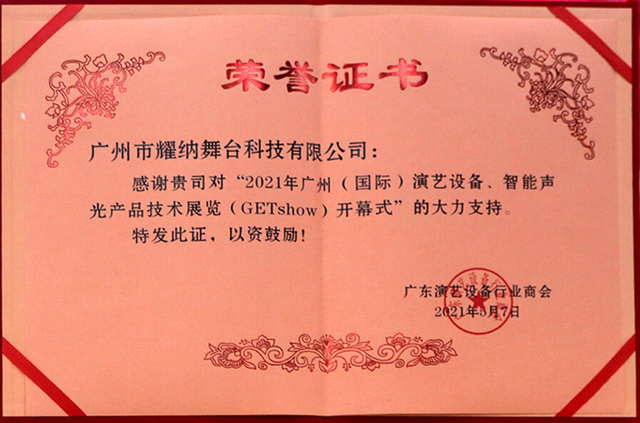 荣誉证书
广州市耀纳舞台科技有限公司：
感谢贵司对“2021年广州（国际）演艺设备、智能声
光产品技术展览（GETshow）开幕式”的大力支持。
特发此证，以资鼓励！
广东演艺设备行业商会
2021年5月7日